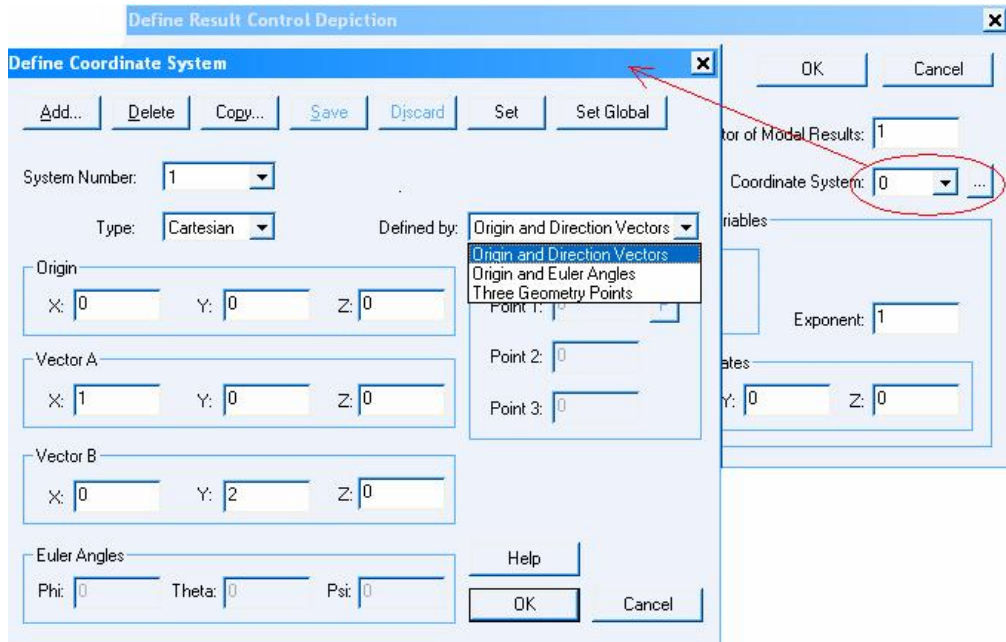 Define Result Control Depiction
Define Coordinate System
OK Cancel
Add... Delete Copy... Save Discard Set Set Global
tor of Modal Results: 1
System Number: 1
Coordinate System: 0 ...
Type: Cartesian Defined by: Origin and Direction Vectors
riables
Origin and Direction Vectors
Origin and Euler Angles
Three Geometry Points
Origin
X: 0 Y: 0 Z: 0
Point 1: 0 P
Exponent: 1
Vector A
Point 2: 0
ates
X: 1 Y: 0 Z: 0
Point 3: 0
Y: 0 Z: 0
Vector B
X: 0 Y: 2 Z: 0
Euler Angles
Help
Phi: 0 Theta: 0 Psi: 0
OK Cancel